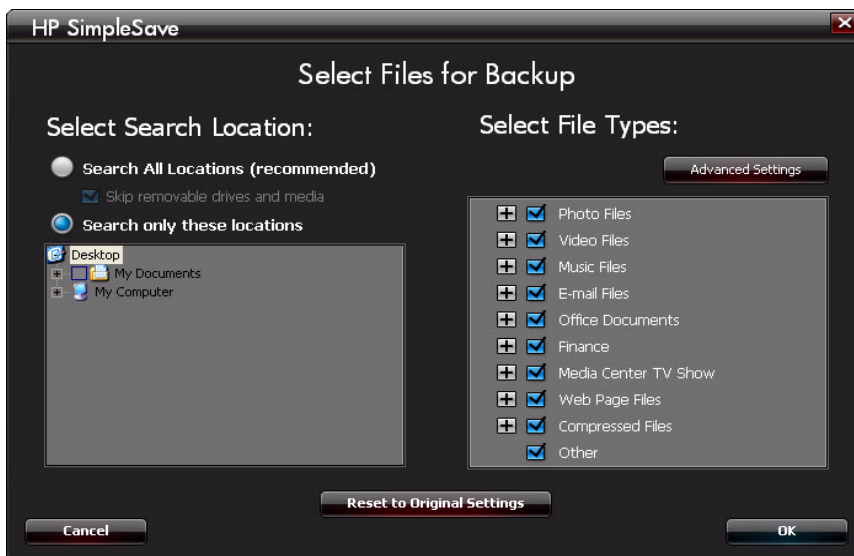 HP SimpleSave
Select Files for Backup
Select Search Location:
Search All Locations (recommended)
Skip removable drives and media
Search only these locations
Desktop
My Documents
My Computer
Select File Types:
Advanced Settings
Photo Files
Video Files
Music Files
E-mail Files
Office Documents
Finance
Media Center TV Show
Web Page Files
Compressed Files
Other
Reset to Original Settings
Cancel
OK